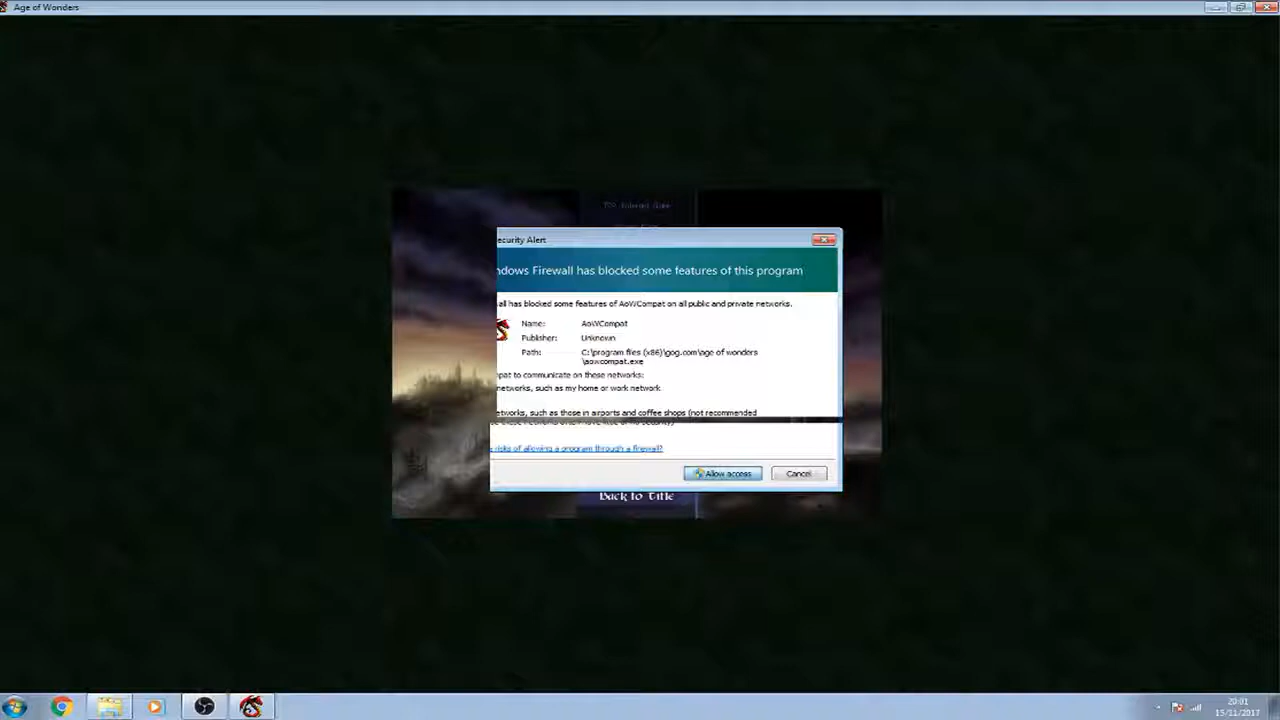 Age of Wonders
TCP Internet Game
ecurity Alert
ndows Firewall has blocked some features of this program
all has blocked some features of AoWCompat on all public and private networks.
Name: AoWCompat
Publisher: Unknown
Path: C:\program files (x86)\gog.com\age of wonders
\aowcompat.exe
pat to communicate on these networks:
networks, such as my home or work network
etworks, such as those in airports and coffee shops (not recommended
risks of allowing a program through a firewall?
Allow access Cancel
Back to Title
20:01
15/11/2017